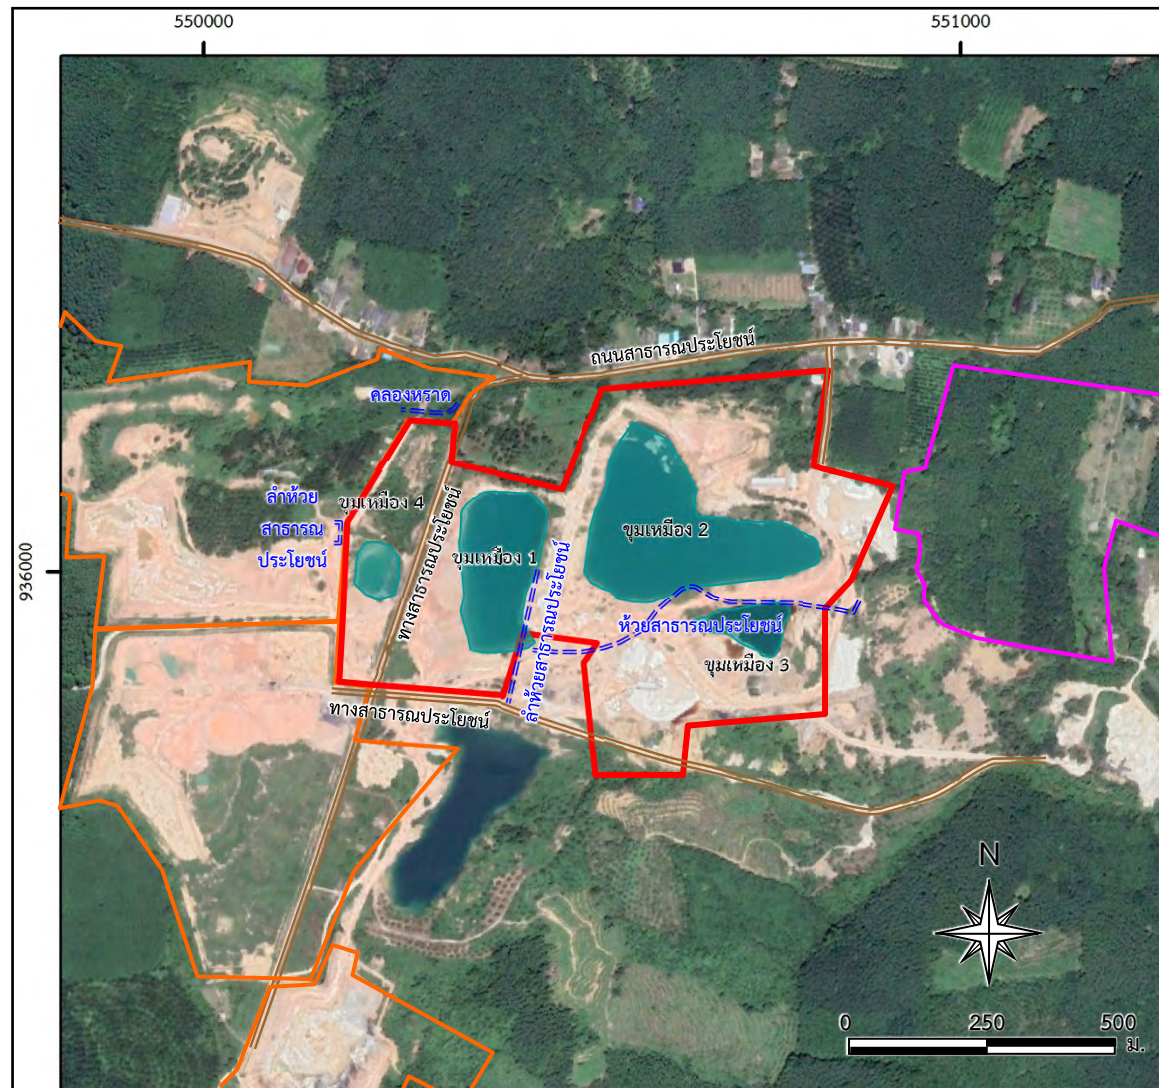 550000
551000
ถนนสาธารณประโยชน์
คลองหราด
ลำห้วย
สาธารณ
ประโยชน์
ขุมเหมือง 4
ทางสาธารณประโยชน์
ขุมเหมือง 1
ลำห้วยสาธารณประโยชน์
ขุมเหมือง 2
936000
ห้วยสาธารณประโยชน์
ขุมเหมือง 3
ทางสาธารณประโยชน์
N
0
250
500
ม.